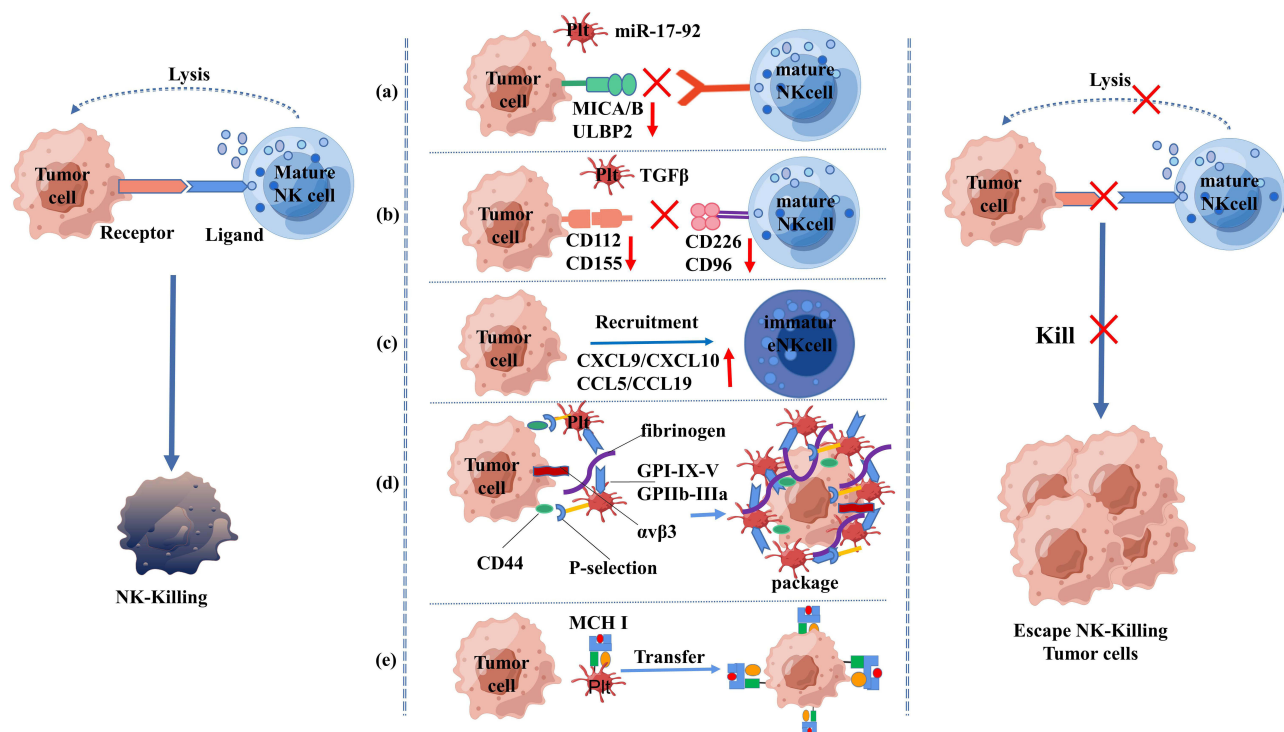 Lysis
Tumor
cell
Mature
NK cell
Receptor
Ligand
NK-Killing
(a)
Plt
miR-17-92
Tumor
cell
MICA/B
ULBP2
mature
NKcell
(b)
Plt
TGFβ
Tumor
cell
CD112
CD155
CD226
CD96
mature
NKcell
(c)
Tumor
cell
Recruitment
CXCL9/CXCL10
CCL5/CCL19
immatur
eNKcell
(d)
Tumor
cell
Plt
fibrinogen
GPI-IX-V
GPIIb-IIIa
αvβ3
CD44
P-selection
package
(e)
Tumor
cell
MCH I
Plt
Transfer
Lysis
Tumor
cell
mature
NKcell
Kill
Escape NK-Killing
Tumor cells